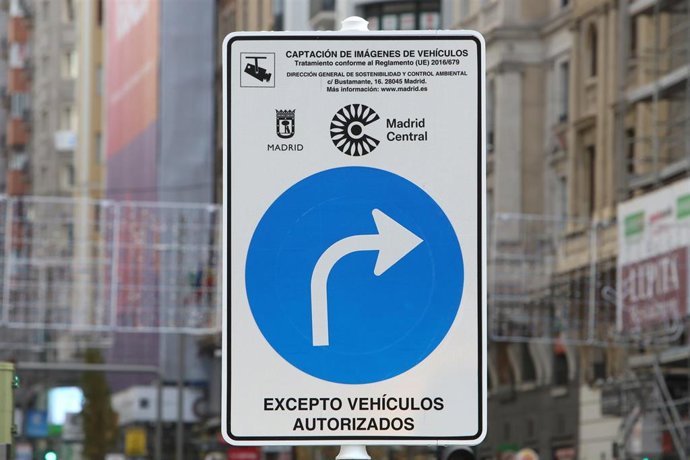 CAPTACIÓN DE IMÁGENES DE VEHÍCULOS
Tratamiento conforme al Reglamento (UE) 2016/679
DIRECCIÓN GENERAL DE SOSTENIBILIDAD Y CONTROL AMBIENTAL
c/ Bustamante, 16. 28045 Madrid.
Más información: www.madrid.es
MADRID
Madrid
Central
EXCEPTO VEHÍCULOS
AUTORIZADOS